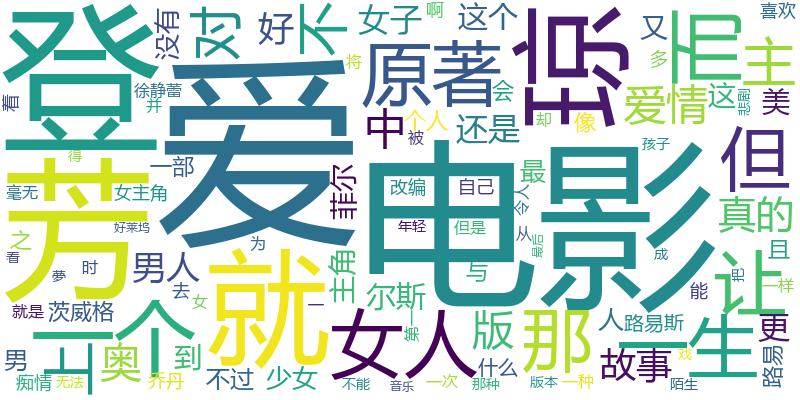 登
爱
电影
芳
就
琼
对
好
不
没有
女子
啊
这个
又
喜欢
多
而
主
原著
着
徐静蕾
并
将
会
爱情
这
悲剧
美
中
个人
被
还是
却
像
但
得
一部
毫无
女主角
菲尔
改编
自己
最
令人
孩子
真的
之
好莱坞
年轻
但是
看
梦
时
男人
为
主角
与
最后
成
把
且
让
一样
就是
茨威格
去
女
尔斯
第一
能
上
一个
奥
到
一
女人
版
那
人
路易斯
一生
更
男
痴情
无法
乔丹
不过
少女
不能
音乐
什么
一次
那种
版本
一种
故事
戏
陌生
路易